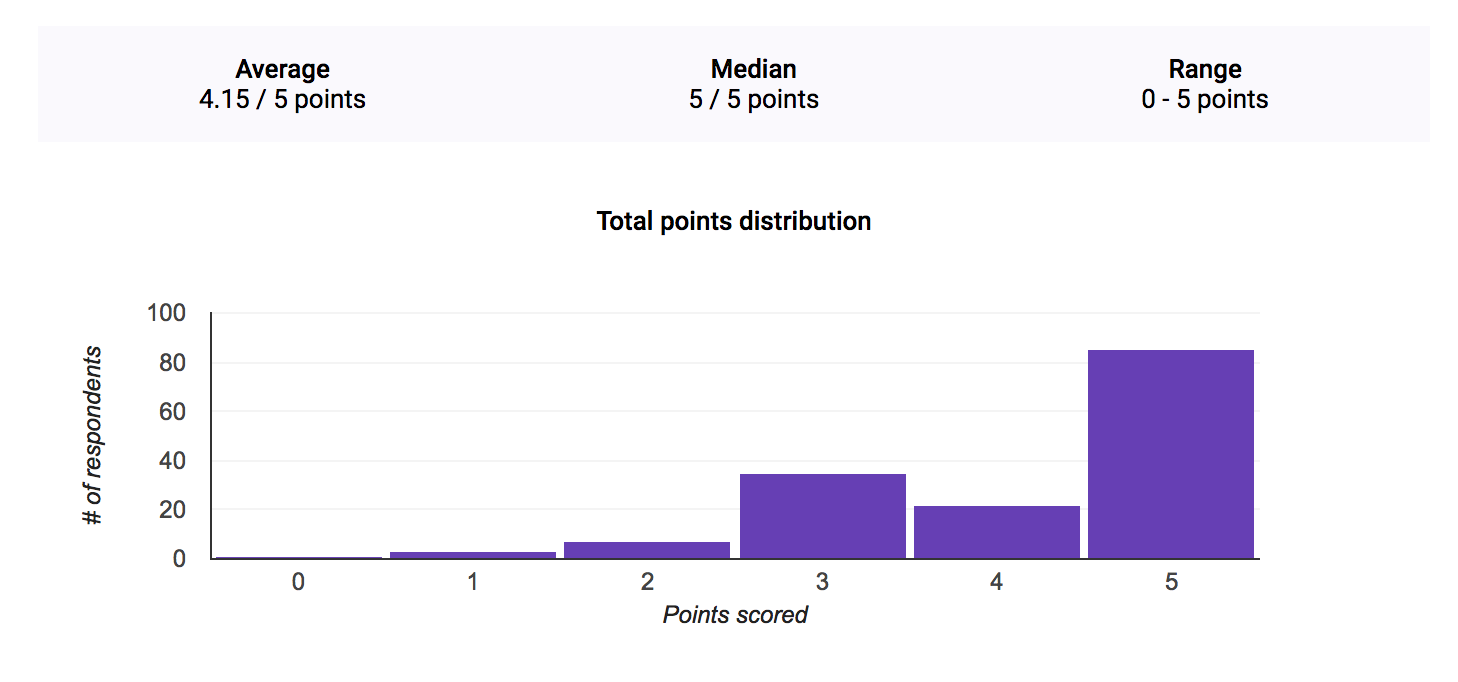 Average
4.15 / 5 points
Median
5 / 5 points
Range
0 - 5 points
Total points distribution
# of respondents
100
80
60
40
20
0
0 1 2 3 4 5
Points scored